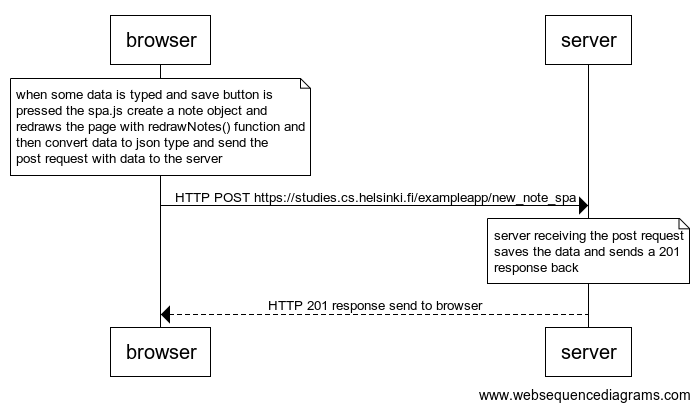 browser
server
when some data is typed and save button is
pressed the spa.js create a note object and
redraws the page with redrawNotes() function and
then convert data to json type and send the
post request with data to the server
HTTP POST https://studies.cs.helsinki.fi/exampleapp/new_note_spa
server receiving the post request
saves the data and sends a 201
response back
HTTP 201 response send to browser
browser
server
www.websequencediagrams.com